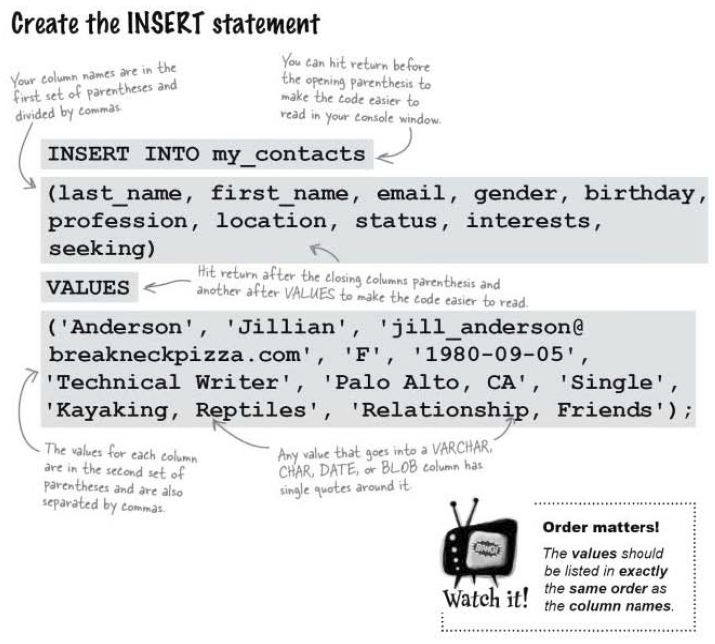 Create the INSERT statement
Your column names are in the
first set of parentheses and
divided by commas.
You can hit return before
the opening parenthesis to
make the code easier to
read in your console window.
INSERT INTO my_contacts
(last_name, first_name, email, gender, birthday,
profession, location, status, interests,
seeking)
Hit return after the closing columns parenthesis and
another after VALUES to make the code easier to read.
VALUES
('Anderson', 'Jillian', 'jill_anderson@
breakneckpizza.com', 'F', '1980-09-05',
'Technical Writer', 'Palo Alto, CA', 'Single',
'Kayaking, Reptiles', 'Relationship, Friends');
The values for each column
are in the second set of
parentheses and are also
separated by commas.
Any value that goes into a VARCHAR,
CHAR, DATE, or BLOB column has
single quotes around it.
Watch it!
Order matters!
The values should
be listed in exactly
the same order as
the column names.